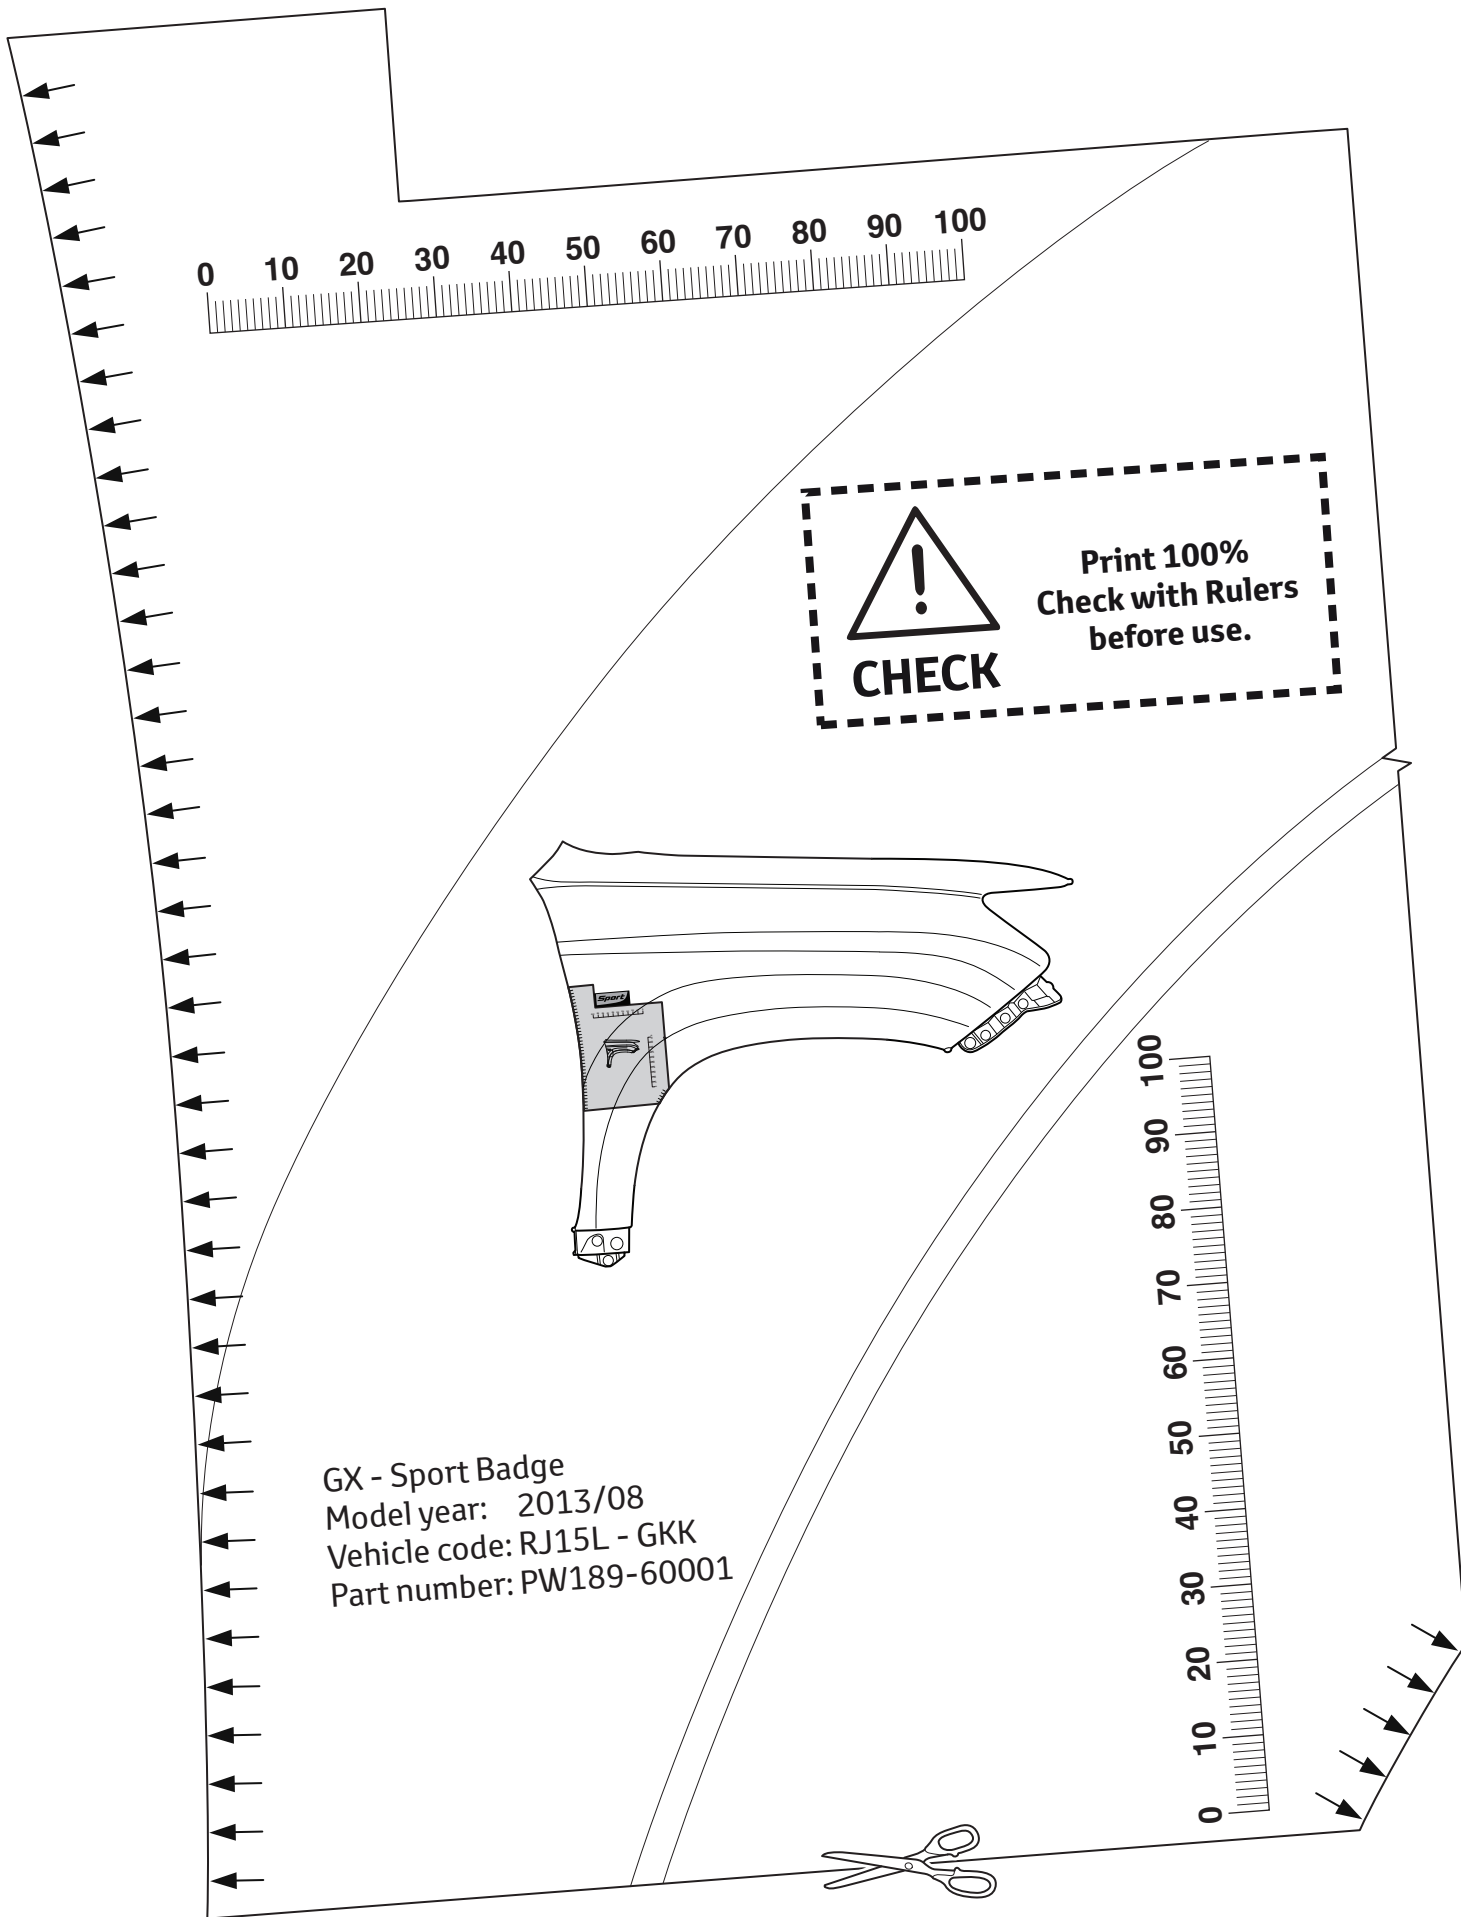 0 10 20 30 40 50 60 70 80 90 100
Print 100%
Check with Rulers
before use.
CHECK
Sport
100
90
80
70
60
50
40
30
20
10
0
GX - Sport Badge
Model year: 2013/08
Vehicle code: RJ15L - GKK
Part number: PW189-60001